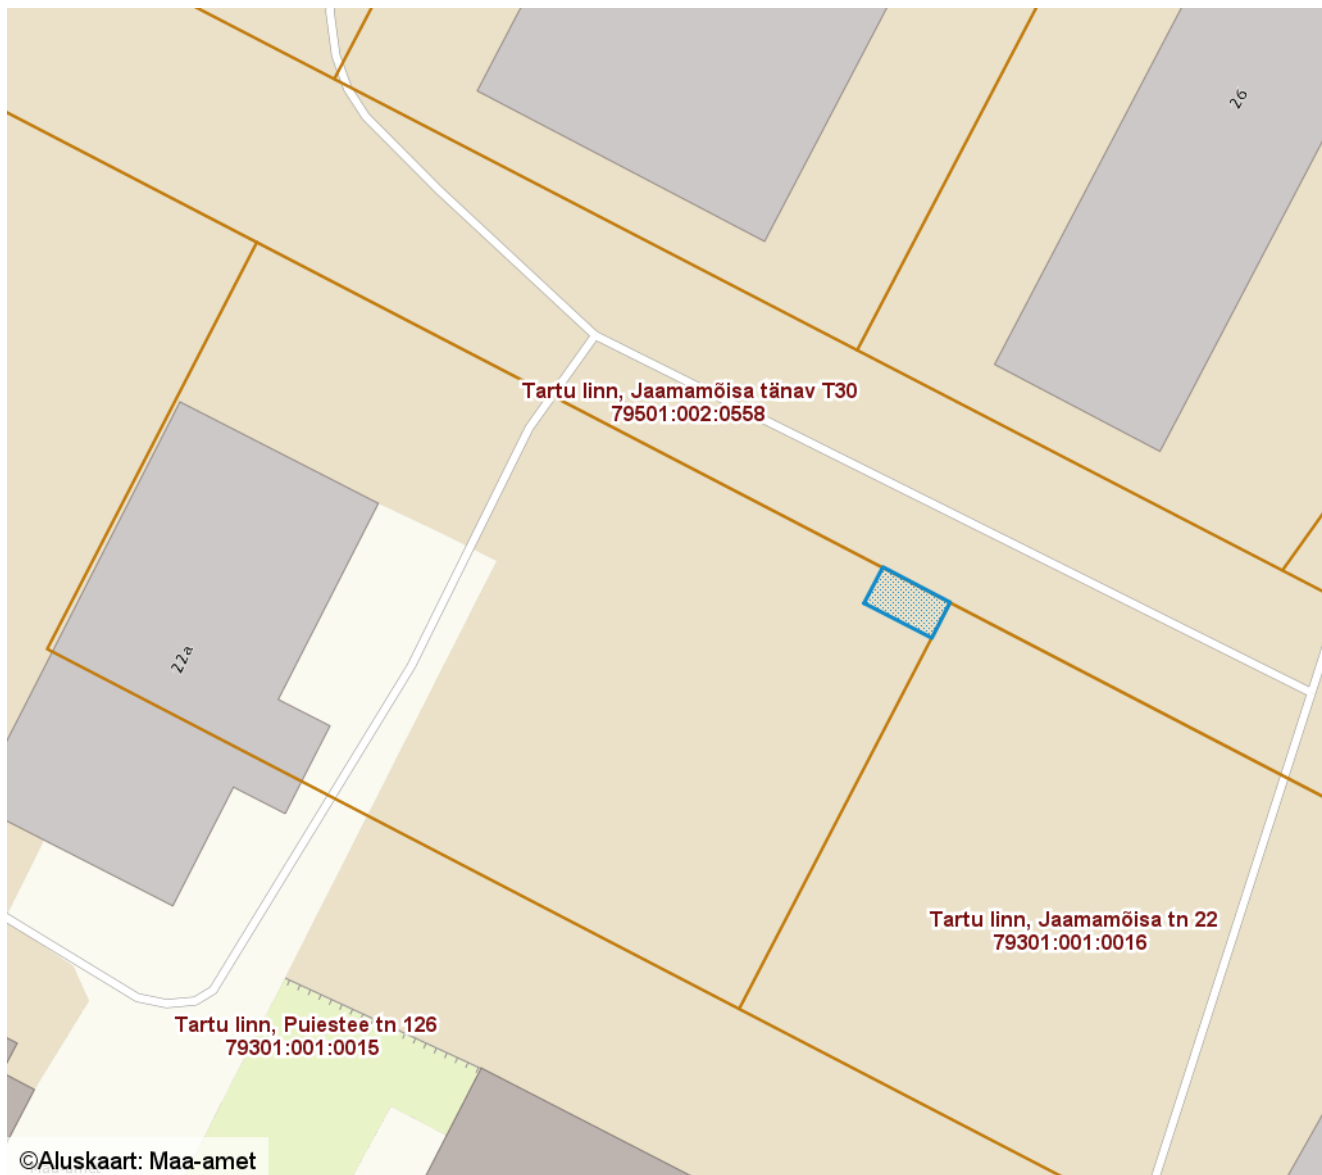 26
Tartu linn, Jaamamõisa tänav T30
79501:002:0558
22a
Tartu linn, Jaamamõisa tn 22
79301:001:0016
Tartu linn, Puiestee tn 126
79301:001:0015
©Aluskaart: Maa-amet